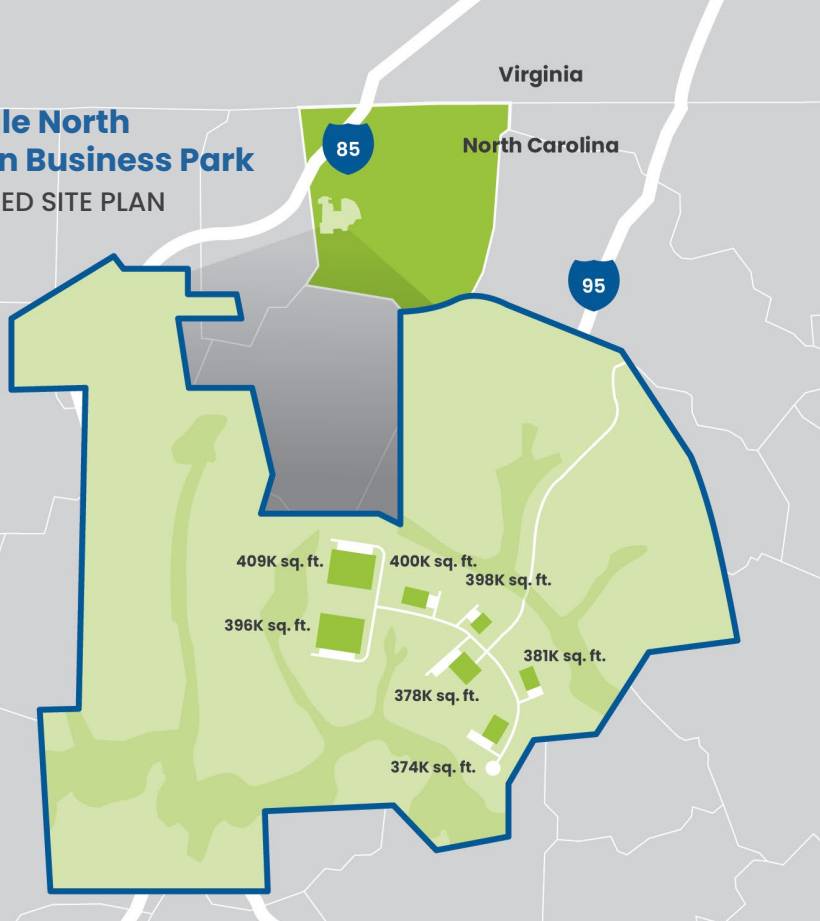 Virginia
le North
n Business Park
ED SITE PLAN
85
North Carolina
95
409K sq. ft.
400K sq. ft.
398K sq. ft.
396K sq. ft.
381K sq. ft.
378K sq. ft.
374K sq. ft.